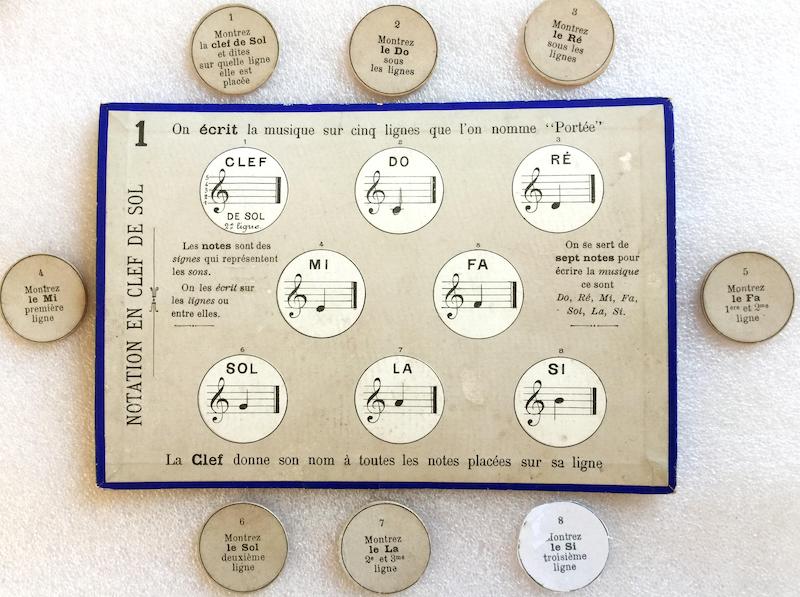 1
Montrez
la clef de Sol
et dites
sur quelle ligne
elle est
placée
2
Montrez
le Do
sous
les lignes
3
Montrez
le Ré
sous les
lignes
1 On écrit la musique sur cinq lignes que l'on nomme "Portée"
1
CLEF
5
4
3
2
1
DE SOL
2e ligne
2
DO
3
RÉ
NOTATION EN CLEF DE SOL
Les notes sont des
signes qui représentent
les sons.
On les écrit sur
les lignes ou
entre elles.
4
MI
5
FA
On se sert de
sept notes pour
écrire la musique
ce sont
Do, Ré, Mi, Fa,
Sol, La, Si.
6
SOL
7
LA
8
SI
La Clef donne son nom à toutes les notes placées sur sa ligne
4
Montrez
le Mi
première
ligne
5
Montrez
le Fa
1ere et 2me
ligne
6
Montrez
le Sol
deuxième
ligne
7
Montrez
le La
2e et 3me
ligne
8
Montrez
le Si
troisième
ligne